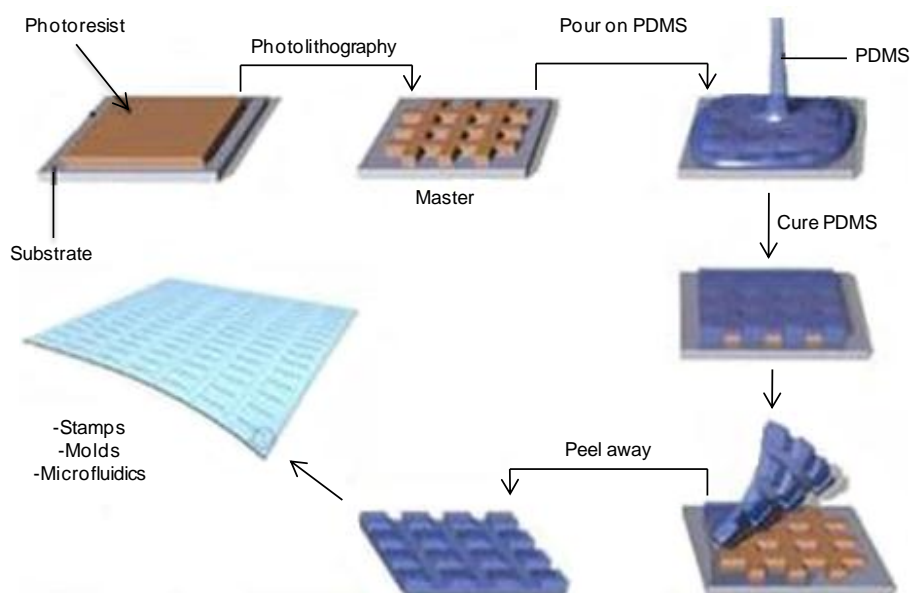 Photoresist
Photolithography
Pour on PDMS
PDMS
Master
Substrate
Cure PDMS
-Stamps
-Molds
-Microfluidics
Peel away